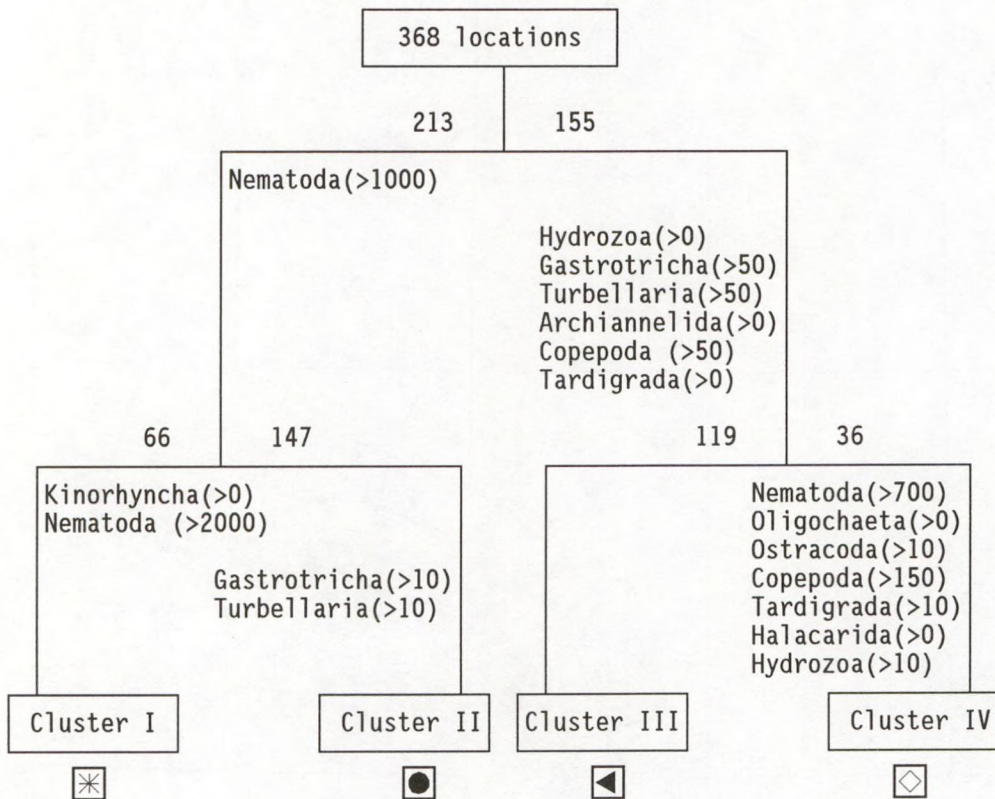 368 locations
213 155
Nematoda(>1000)
Hydrozoa(>0)
Gastrotricha(>50)
Turbellaria(>50)
Archiannelida(>0)
Copepoda (>50)
Tardigrada(>0)
66 147
119 36
Kinorhyncha(>0)
Nematoda (>2000)
Gastrotricha(>10)
Turbellaria(>10)
Nematoda(>700)
Oligochaeta(>0)
Ostracoda(>10)
Copepoda(>150)
Tardigrada(>10)
Halacarida(>0)
Hydrozoa(>10)
Cluster I
Cluster II
Cluster III
Cluster IV